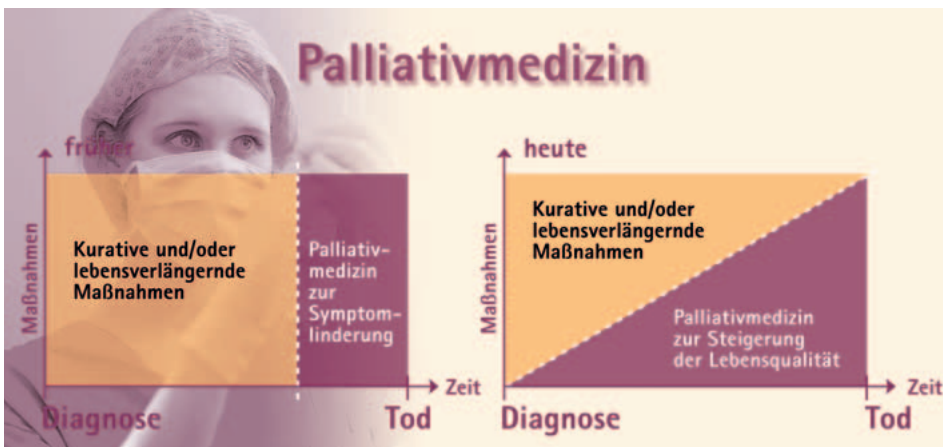 Palliativmedizin
früher
Maßnahmen
Kurative und/oder
lebensverlängernde
Maßnahmen
Palliativ-
medizin
zur
Symptom-
linderung
Zeit
Diagnose
Tod
heute
Maßnahmen
Kurative und/oder
lebensverlängernde
Maßnahmen
Palliativmedizin
zur Steigerung
der Lebensqualität
Zeit
Diagnose
Tod